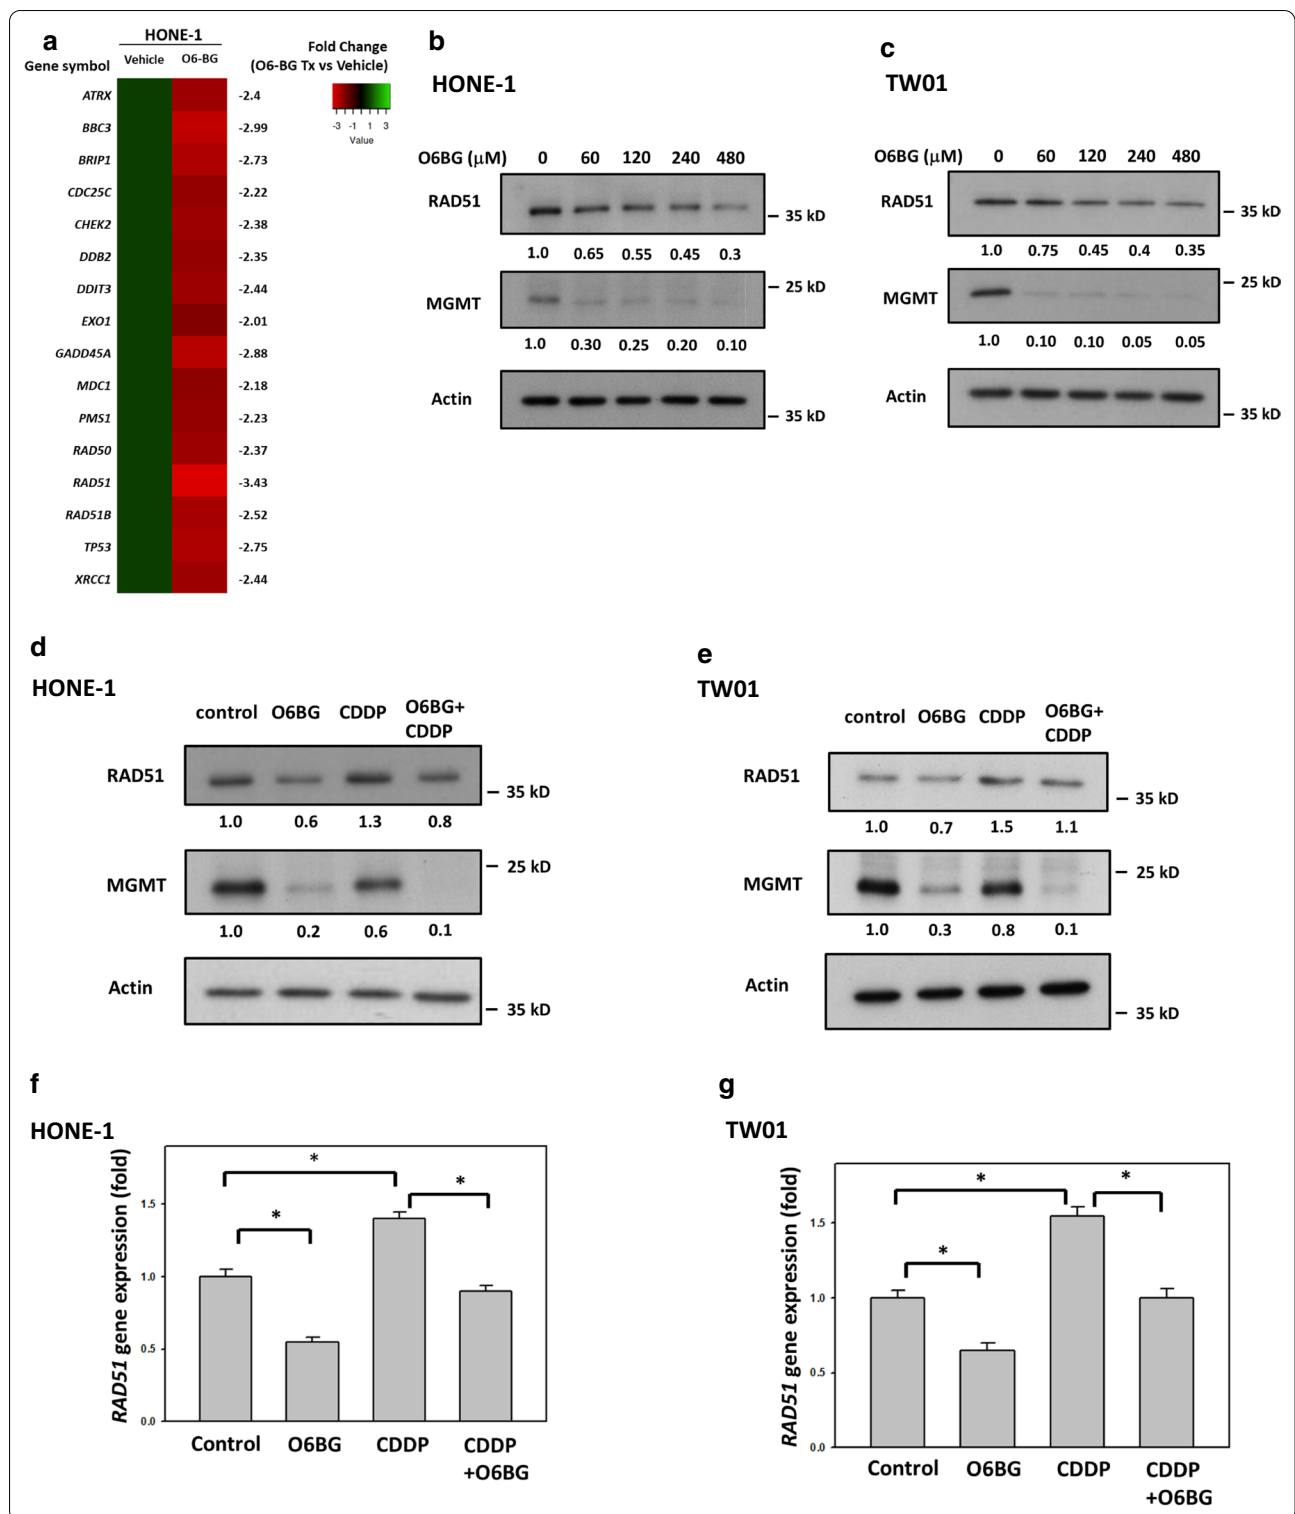 a
HONE-1
Gene symbol
Vehicle
O6-BG
Fold Change
(O6-BG Tx vs Vehicle)
-3 -1 1 3
Value
ATRX -2.4
BBC3 -2.99
BRIP1 -2.73
CDC25C -2.22
CHEK2 -2.38
DDB2 -2.35
DDIT3 -2.44
EXO1 -2.01
GADD45A -2.88
MDC1 -2.18
PMS1 -2.23
RAD50 -2.37
RAD51 -3.43
RAD51B -2.52
TP53 -2.75
XRCC1 -2.44
b
HONE-1
O6BG (μM) 0 60 120 240 480
RAD51
35 kD
1.0 0.65 0.55 0.45 0.3
25 kD
MGMT
1.0 0.30 0.25 0.20 0.10
Actin
35 kD
c
TW01
O6BG (μM) 0 60 120 240 480
RAD51
35 kD
1.0 0.75 0.45 0.4 0.35
25 kD
MGMT
1.0 0.10 0.10 0.05 0.05
Actin
35 kD
d
HONE-1
control O6BG CDDP O6BG+
CDDP
RAD51
35 kD
1.0 0.6 1.3 0.8
25 kD
MGMT
1.0 0.2 0.6 0.1
Actin
35 kD
e
TW01
control O6BG CDDP O6BG+
CDDP
RAD51
35 kD
1.0 0.7 1.5 1.1
25 kD
MGMT
1.0 0.3 0.8 0.1
Actin
35 kD
f
HONE-1
RAD51 gene expression (fold)
*
*
*
1.5
1.0
0.5
0.0
Control O6BG CDDP CDDP
+O6BG
g
TW01
RAD51 gene expression (fold)
*
*
*
1.5
1.0
0.5
0.0
Control O6BG CDDP CDDP
+O6BG